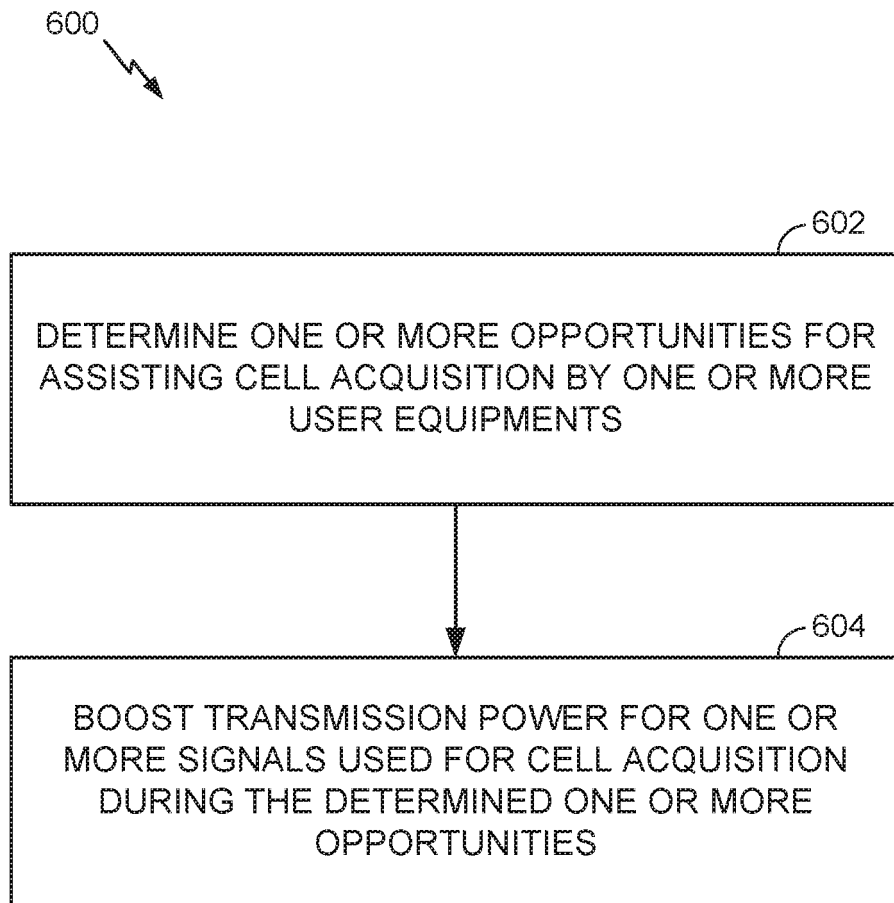 600
602
DETERMINE ONE OR MORE OPPORTUNITIES FOR
ASSISTING CELL ACQUISITION BY ONE OR MORE
USER EQUIPMENTS
604
BOOST TRANSMISSION POWER FOR ONE OR
MORE SIGNALS USED FOR CELL ACQUISITION
DURING THE DETERMINED ONE OR MORE
OPPORTUNITIES